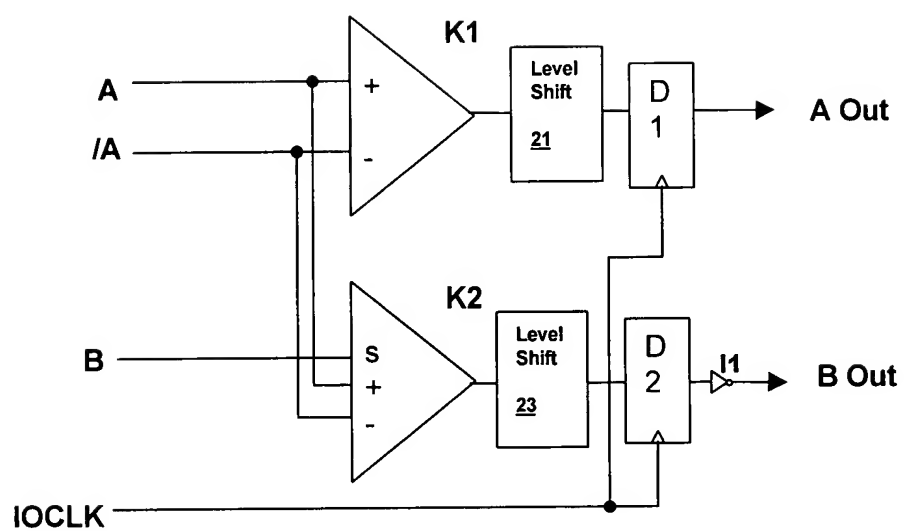 K1
A
+
Level
Shift
21
D
1
A Out
/A
-
K2
B
S
+
-
Level
Shift
23
D
2
I1
B Out
IOCLK